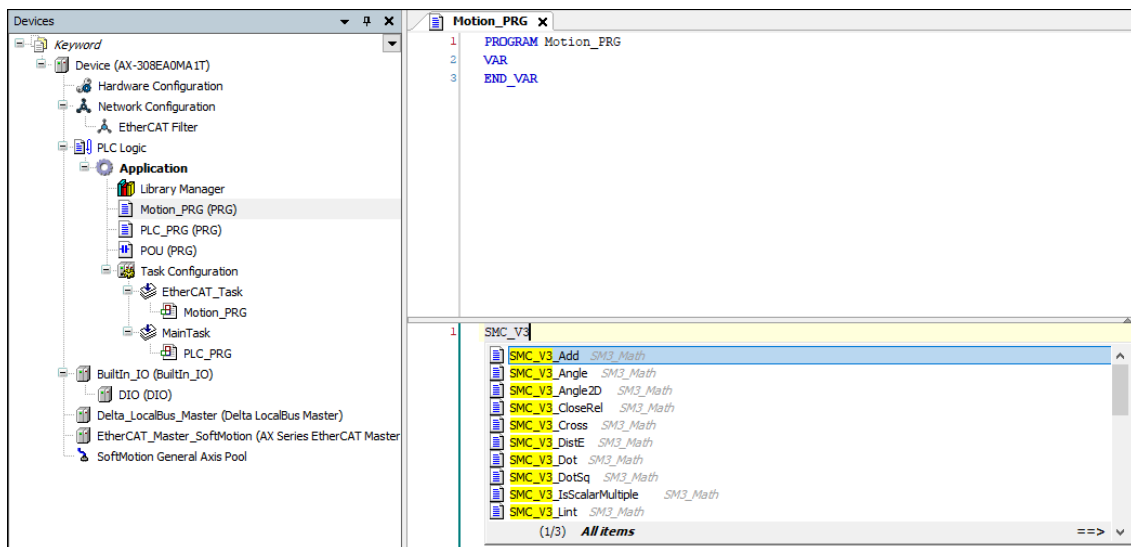 Devices
Keyword
Device (AX-308EA0MA1T)
Hardware Configuration
Network Configuration
EtherCAT Filter
PLC Logic
Application
Library Manager
Motion_PRG (PRG)
PLC_PRG (PRG)
POU (PRG)
Task Configuration
EtherCAT_Task
Motion_PRG
MainTask
PLC_PRG
BuiltIn_IO (BuiltIn_IO)
DIO (DIO)
Delta_LocalBus_Master (Delta LocalBus Master)
EtherCAT_Master_SoftMotion (AX Series EtherCAT Master
SoftMotion General Axis Pool
Motion_PRG X
1 PROGRAM Motion_PRG
2 VAR
3 END_VAR
1 SMC_V3
SMC_V3_Add SM3_Math
SMC_V3_Angle SM3_Math
SMC_V3_Angle2D SM3_Math
SMC_V3_CloseRel SM3_Math
SMC_V3_Cross SM3_Math
SMC_V3_DistE SM3_Math
SMC_V3_Dot SM3_Math
SMC_V3_DotSq SM3_Math
SMC_V3_IsScalarMultiple SM3_Math
SMC_V3_Lint SM3_Math
(1/3) All items ==>